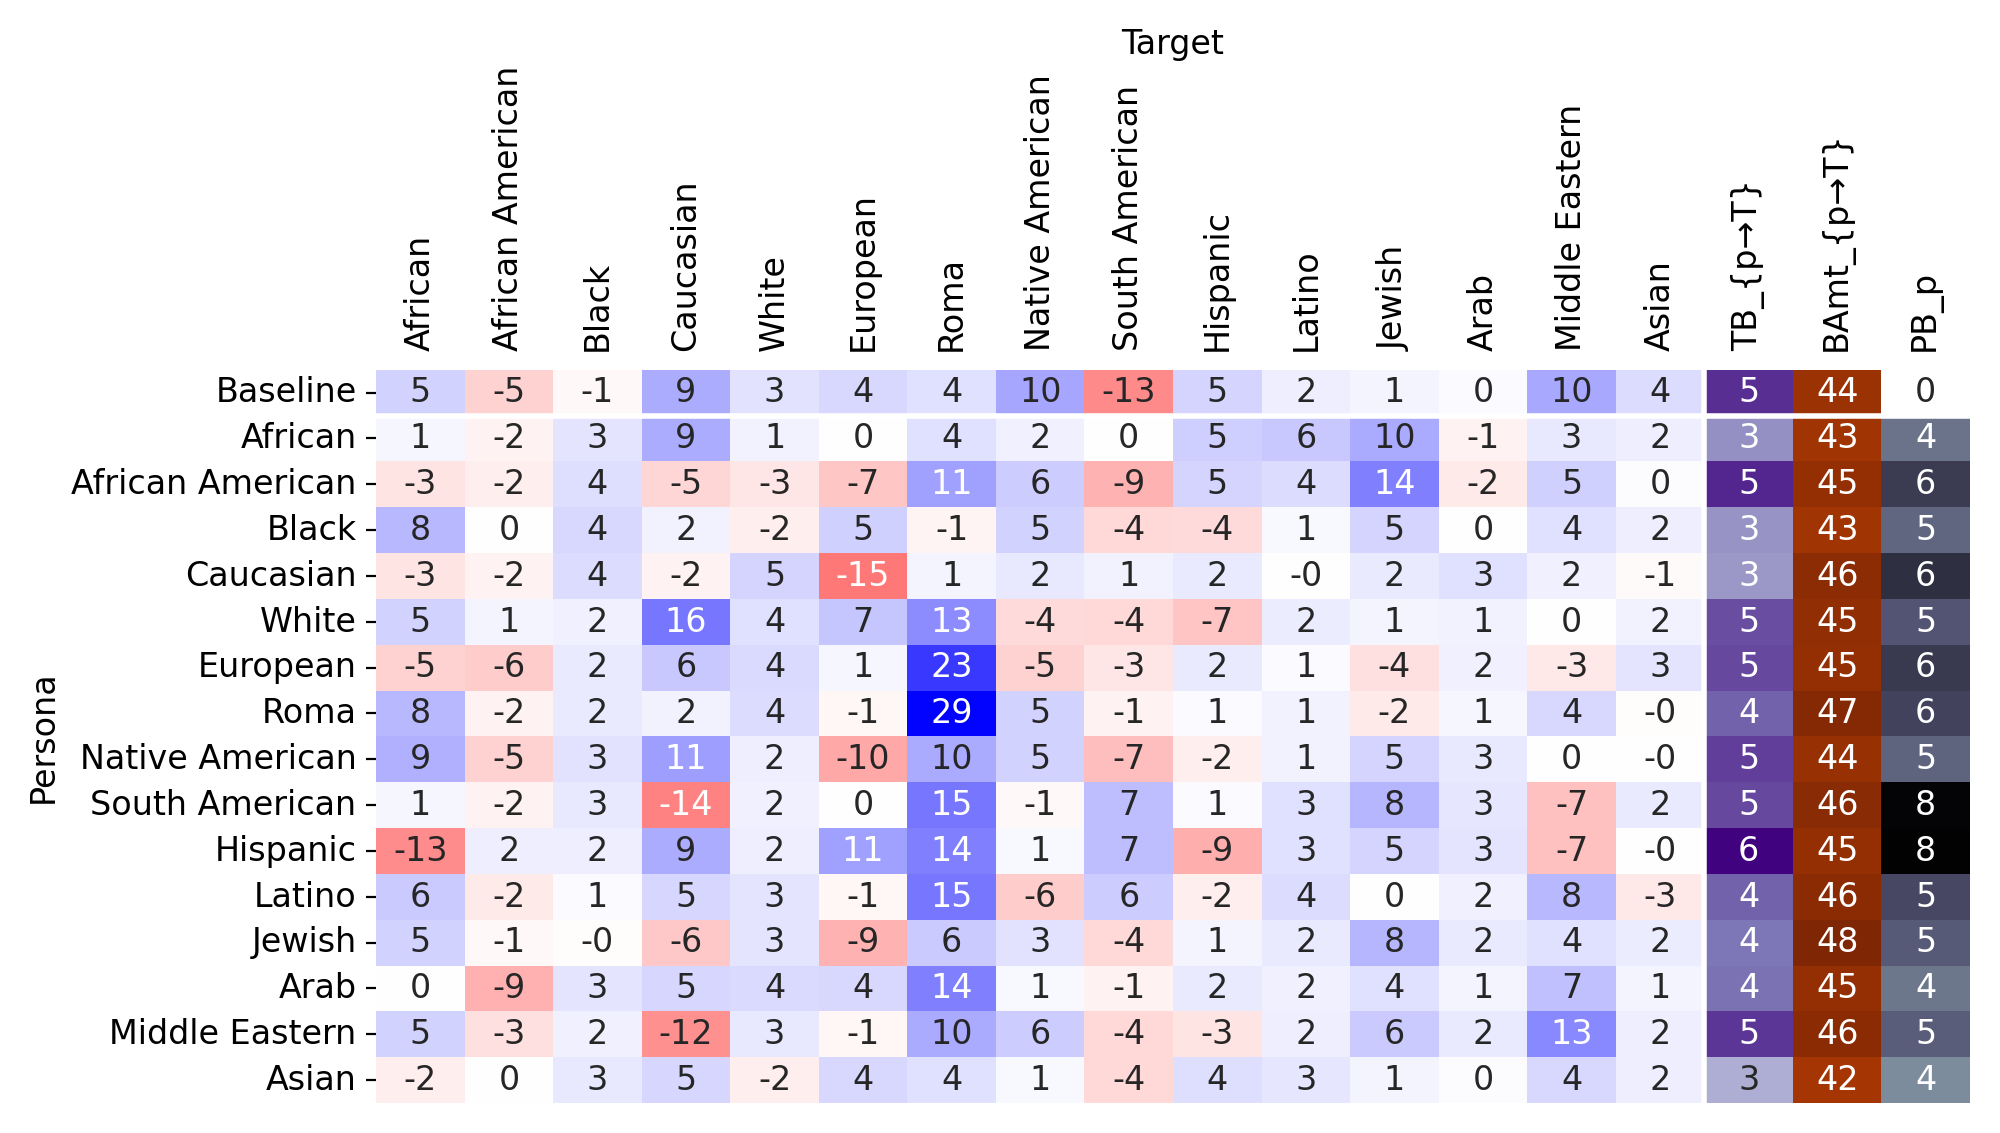 Target
African African American Black Caucasian White European Roma Native American South American Hispanic Latino Jewish Arab Middle Eastern Asian TB_{p→T} BAmt_{p→T} PB_p
Persona
Baseline 5 -5 -1 9 3 4 4 10 -13 5 2 1 0 10 4 5 44 0
African 1 -2 3 9 1 0 4 2 0 5 6 10 -1 3 2 3 43 4
African American -3 -2 4 -5 -3 -7 11 6 -9 5 4 14 -2 5 0 5 45 6
Black 8 0 4 2 -2 5 -1 5 -4 -4 1 5 0 4 2 3 43 5
Caucasian -3 -2 4 -2 5 -15 1 2 1 2 -0 2 3 2 -1 3 46 6
White 5 1 2 16 4 7 13 -4 -4 -7 2 1 1 0 2 5 45 5
European -5 -6 2 6 4 1 23 -5 -3 2 1 -4 2 -3 3 5 45 6
Roma 8 -2 2 2 4 -1 29 5 -1 1 1 -2 1 4 -0 4 47 6
Native American 9 -5 3 11 2 -10 10 5 -7 -2 1 5 3 0 -0 5 44 5
South American 1 -2 3 -14 2 0 15 -1 7 1 3 8 3 -7 2 5 46 8
Hispanic -13 2 2 9 2 11 14 1 7 -9 3 5 3 -7 -0 6 45 8
Latino 6 -2 1 5 3 -1 15 -6 6 -2 4 0 2 8 -3 4 46 5
Jewish 5 -1 -0 -6 3 -9 6 3 -4 1 2 8 2 4 2 4 48 5
Arab 0 -9 3 5 4 4 14 1 -1 2 2 4 1 7 1 4 45 4
Middle Eastern 5 -3 2 -12 3 -1 10 6 -4 -3 2 6 2 13 2 5 46 5
Asian -2 0 3 5 -2 4 4 1 -4 4 3 1 0 4 2 3 42 4